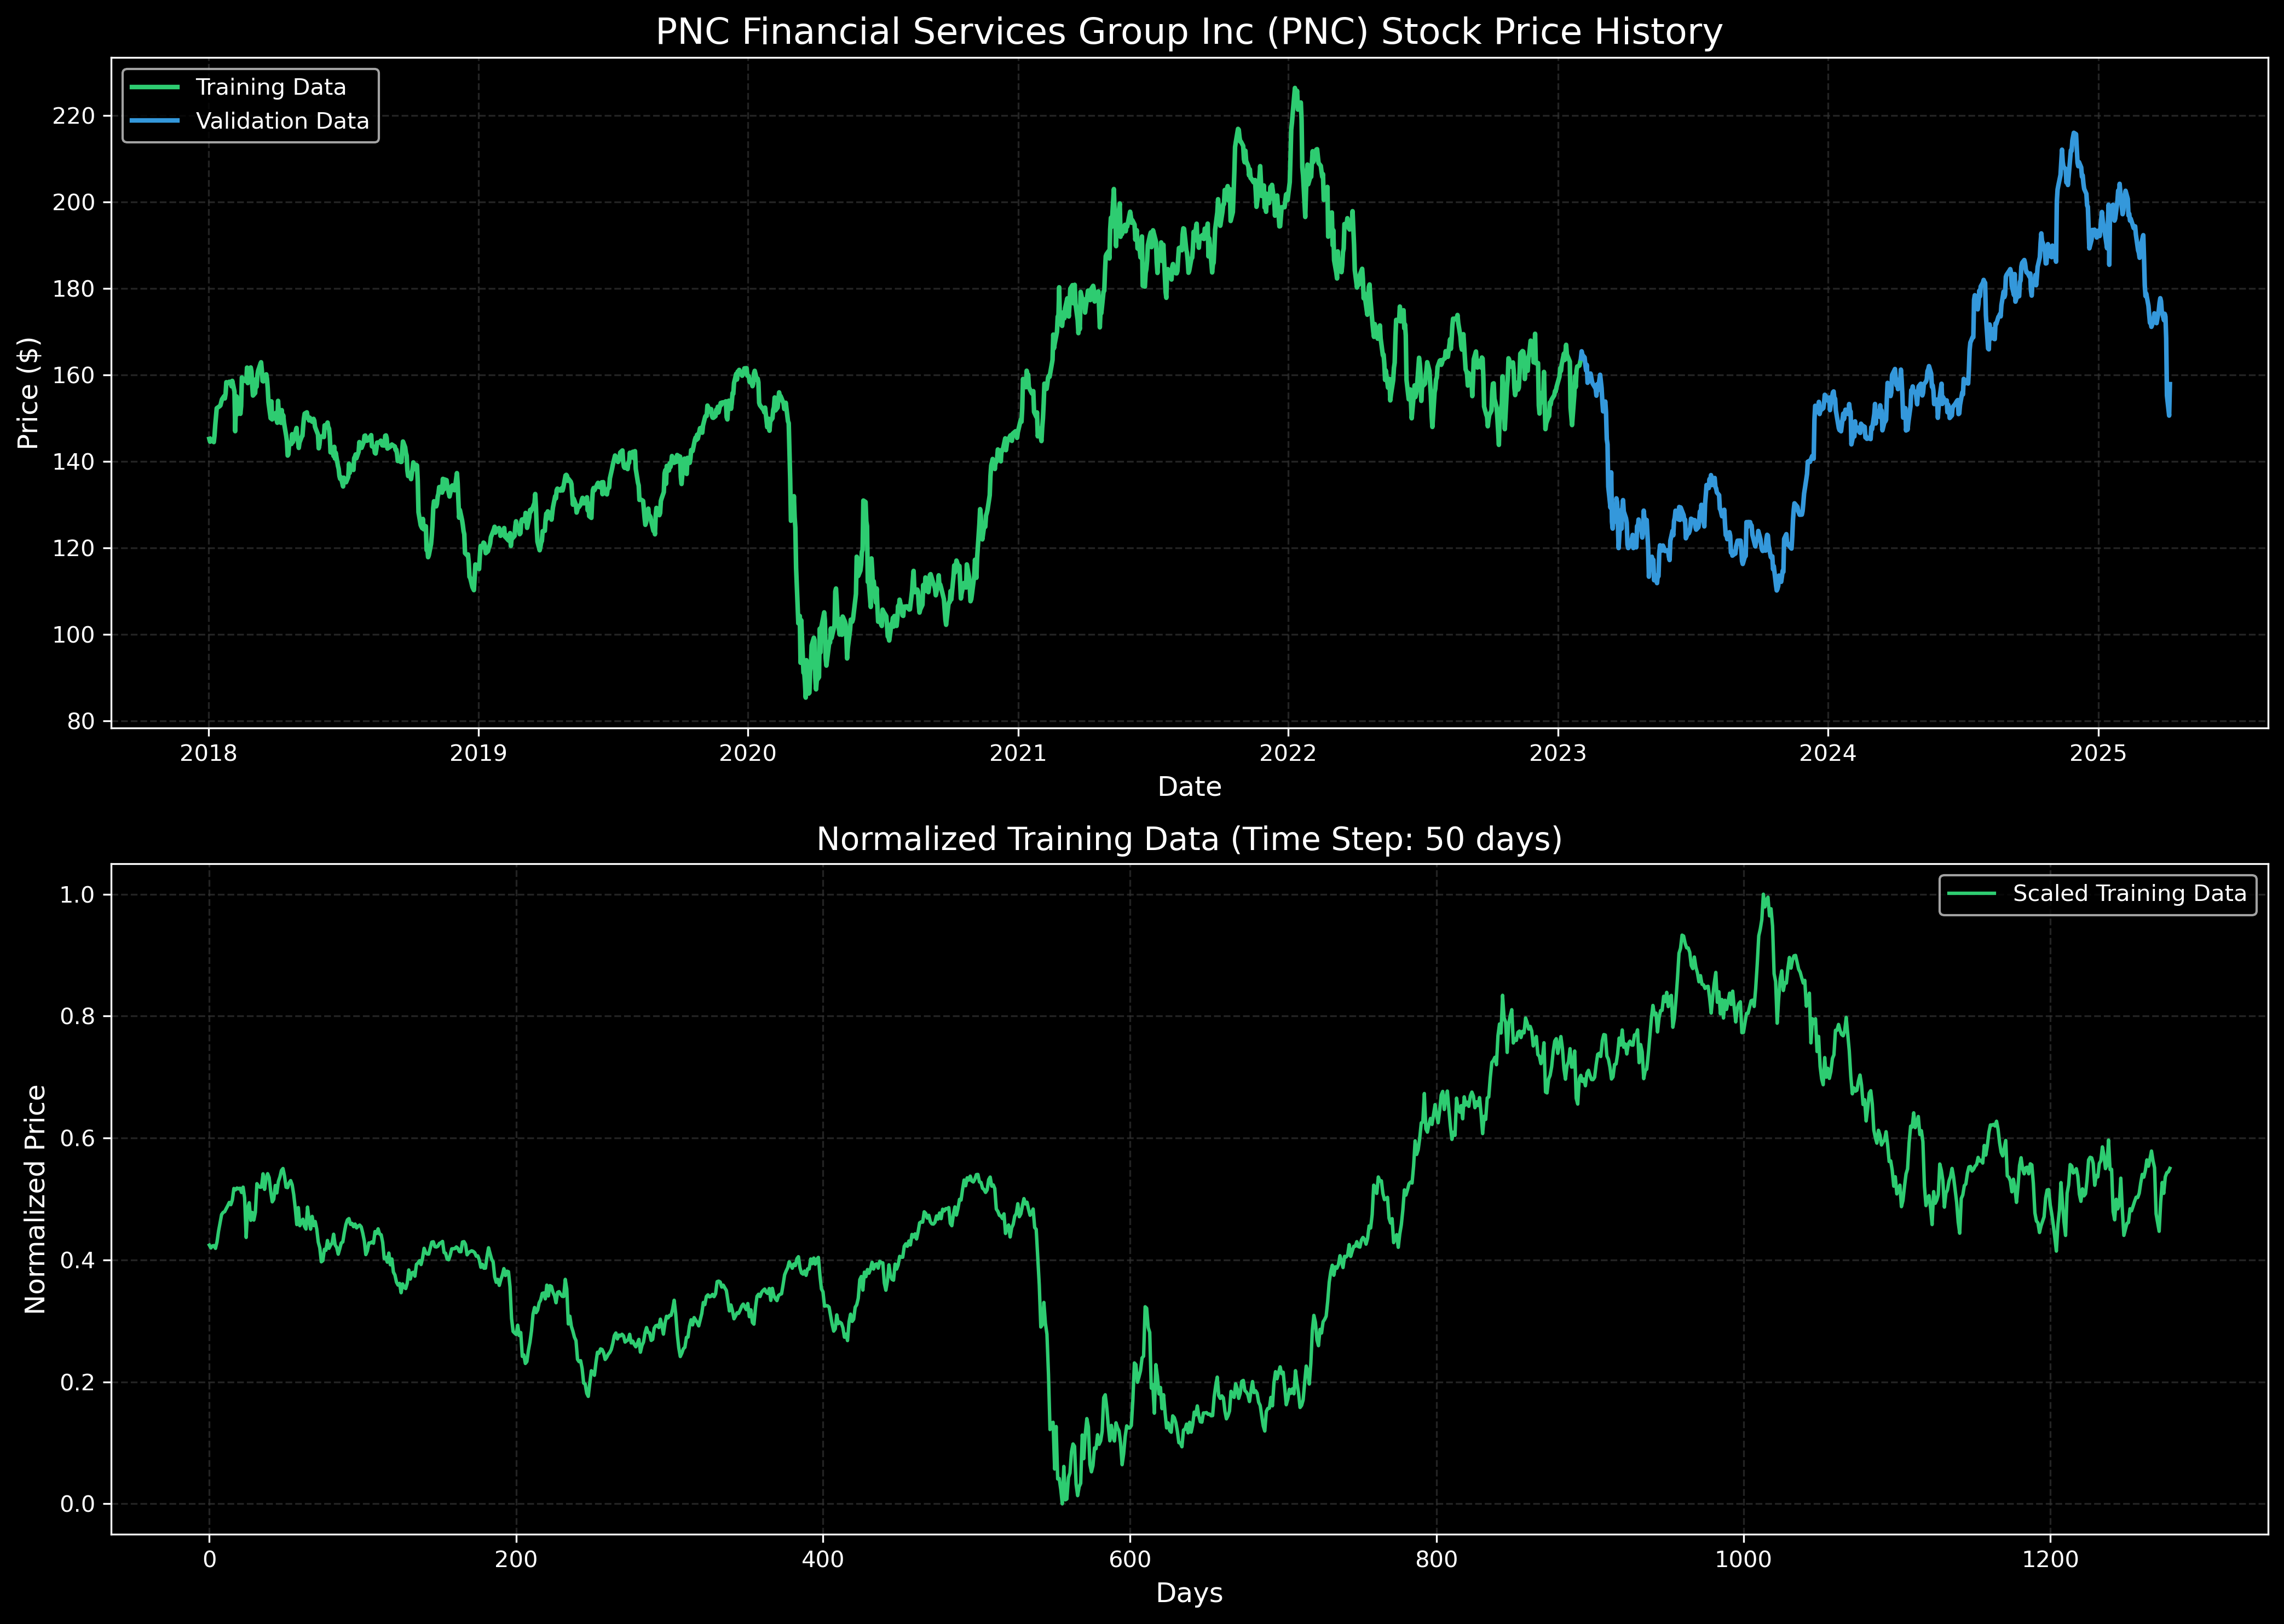 PNC Financial Services Group Inc (PNC) Stock Price History
Training Data
Validation Data
Price ($)
220
200
180
160
140
120
100
80
2018 2019 2020 2021 2022 2023 2024 2025
Date
Normalized Training Data (Time Step: 50 days)
Scaled Training Data
Normalized Price
1.0
0.8
0.6
0.4
0.2
0.0
0 200 400 600 800 1000 1200
Days